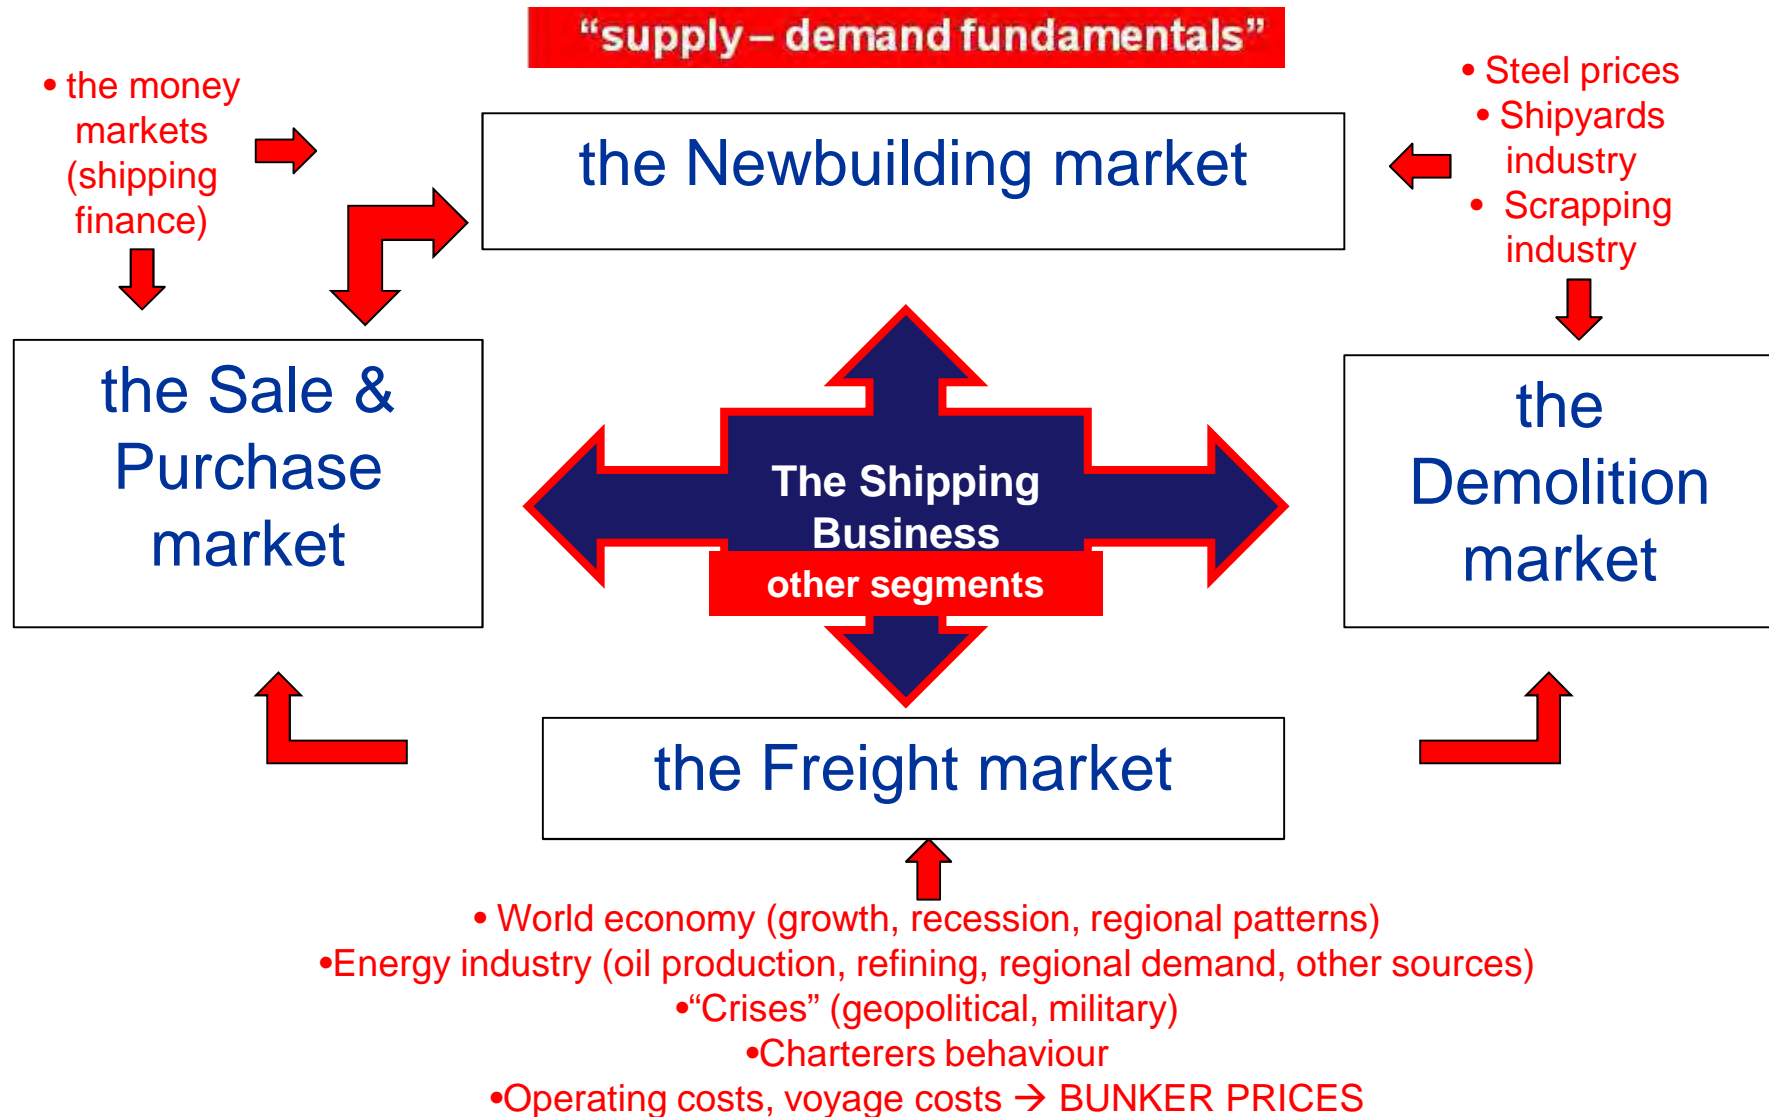 “supply – demand fundamentals”
• the money
markets
(shipping
finance)
• Steel prices
• Shipyards
industry
• Scrapping
industry
the Newbuilding market
the Sale &
Purchase
market
The Shipping
Business
other segments
the
Demolition
market
the Freight market
• World economy (growth, recession, regional patterns)
•Energy industry (oil production, refining, regional demand, other sources)
•“Crises” (geopolitical, military)
•Charterers behaviour
•Operating costs, voyage costs → BUNKER PRICES